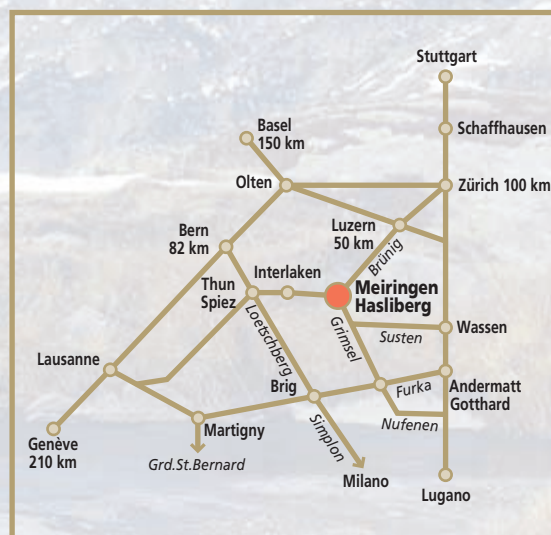 Stuttgart
Basel
150 km
Schaffhausen
Olten
Zürich 100 km
Luzern
50 km
Bern
82 km
Brünig
Interlaken
Thun
Spiez
Meiringen
Hasliberg
Loetschberg
Grimsel
Susten
Wassen
Lausanne
Brig
Furka
Andermatt
Gotthard
Martigny
Simplon
Nufenen
Genève
210 km
Grd.St.Bernard
Milano
Lugano